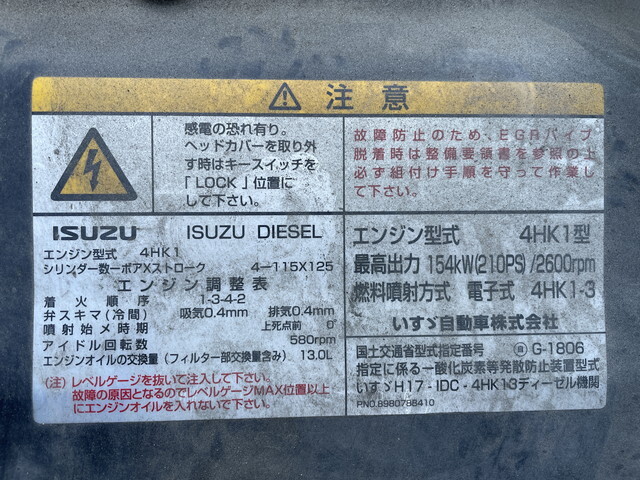 ⚠ 注意
感電の恐れ有り。
ヘッドカバーを取り外
す時はキースイッチを
「LOCK」位置に
して下さい。
故障防止のため、EGRパイプ
脱着時は整備要領書を参照の上
必ず組付け手順を守って作業し
て下さい。
ISUZU ISUZU DIESEL
エンジン型式 4HK1
シリンダー数ーボアXストローク 4ー115X125
エンジン調整表
着火順序 1-3-4-2
弁スキマ(冷間) 吸気0.4mm 排気0.4mm
噴射始メ時期 上死点前 0°
アイドル回転数 580rpm
エンジンオイルの交換量(フィルター部交換量含み) 13.0L
(注)レベルゲージを抜いて注入して下さい。
故障の原因となるのでレベルゲージMAX位置以上
にエンジンオイルを入れないで下さい。
エンジン型式 4HK1型
最高出力 154kW(210PS)/2600rpm
燃料噴射方式 電子式 4HK1-3
いすゞ自動車株式会社
国土交通省型式指定番号 G-1806
指定に係る一酸化炭素等発散防止装置型式
いすゞH17-IDC-4HK13ディーゼル機関
PNO.8980788410